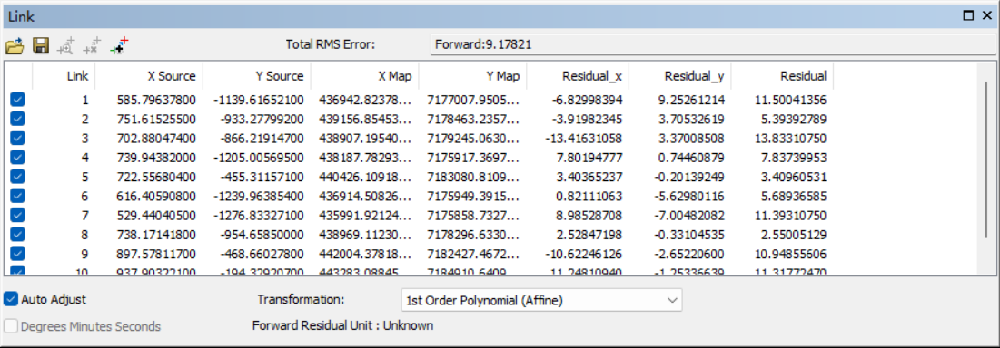 Link
Total RMS Error: Forward:9.17821
Link X Source Y Source X Map Y Map Residual_x Residual_y Residual
1 585.79637800 -1139.61652100 436942.82378... 7177007.9505... -6.82998394 9.25261214 11.50041356
2 751.61525500 -933.27799200 439156.85453... 7178463.2357... -3.91982345 3.70532619 5.39392789
3 702.88047400 -866.21914700 438907.19540... 7179245.0630... -13.41631058 3.37008508 13.83310750
4 739.94382000 -1205.00569500 438187.78293... 7175917.3697... 7.80194777 0.74460879 7.83739953
5 722.55680400 -455.31157100 440426.10918... 7183080.8109... 3.40365237 -0.20139249 3.40960531
6 616.40590800 -1239.96385400 436914.50826... 7175949.3915... 0.82111063 -5.62980116 5.68936585
7 529.44040500 -1276.83327100 435991.92124... 7175858.7327... 8.98528708 -7.00482082 11.39310750
8 738.17141800 -954.65850000 438969.11230... 7178296.6330... 2.52847198 -0.33104535 2.55005129
9 897.57811700 -468.66027800 442004.37818... 7182427.4672... -10.62246126 -2.65220600 10.94855606
10 937.90322100 -194.32920700 443283.08845... 7184910.6409... 11.24810940 -1.25336639 11.31772470
Auto Adjust Transformation: 1st Order Polynomial (Affine)
Degrees Minutes Seconds Forward Residual Unit : Unknown